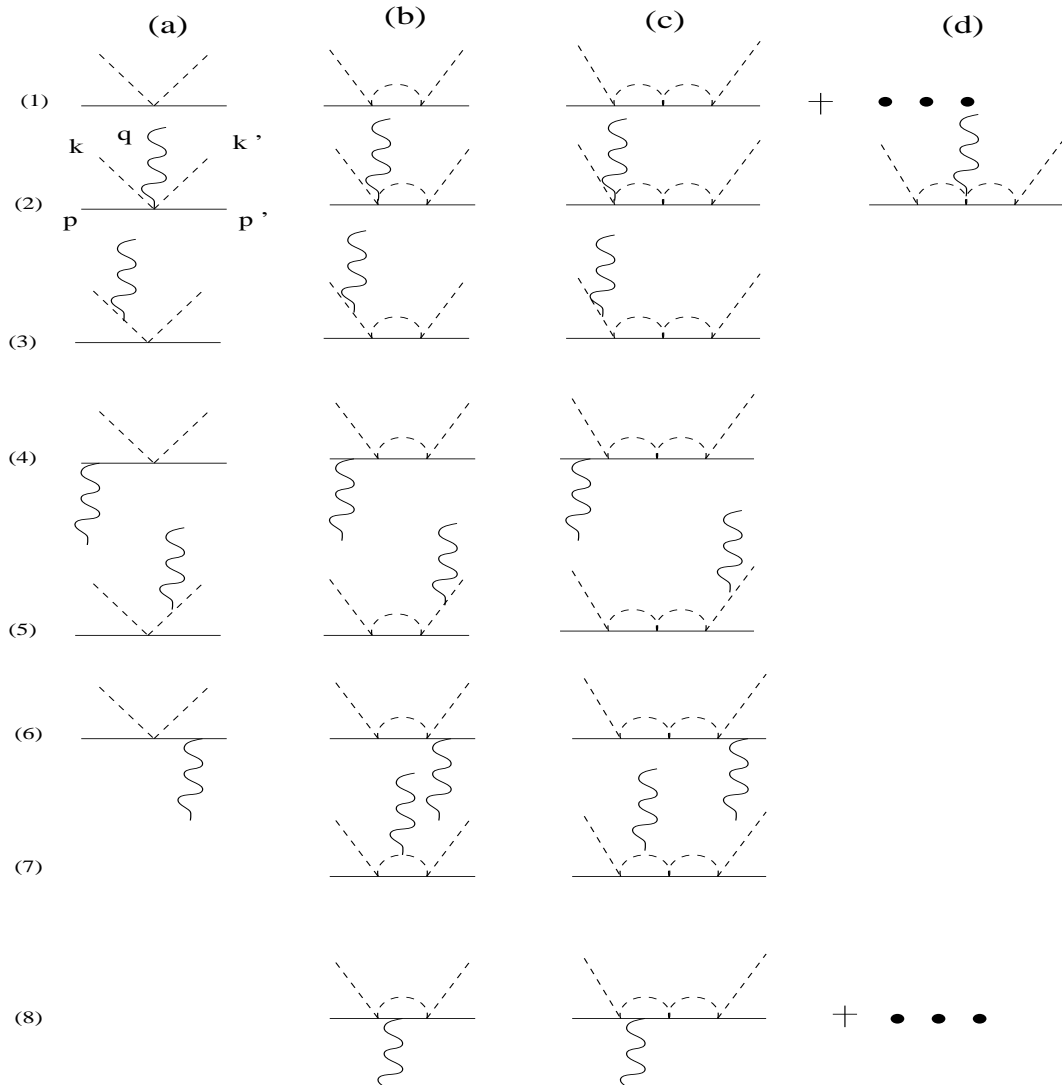 (a) (b) (c) (d)
(1) +
k q k '
(2)
p p '
(3)
(4)
(5)
(6)
(7)
(8) +